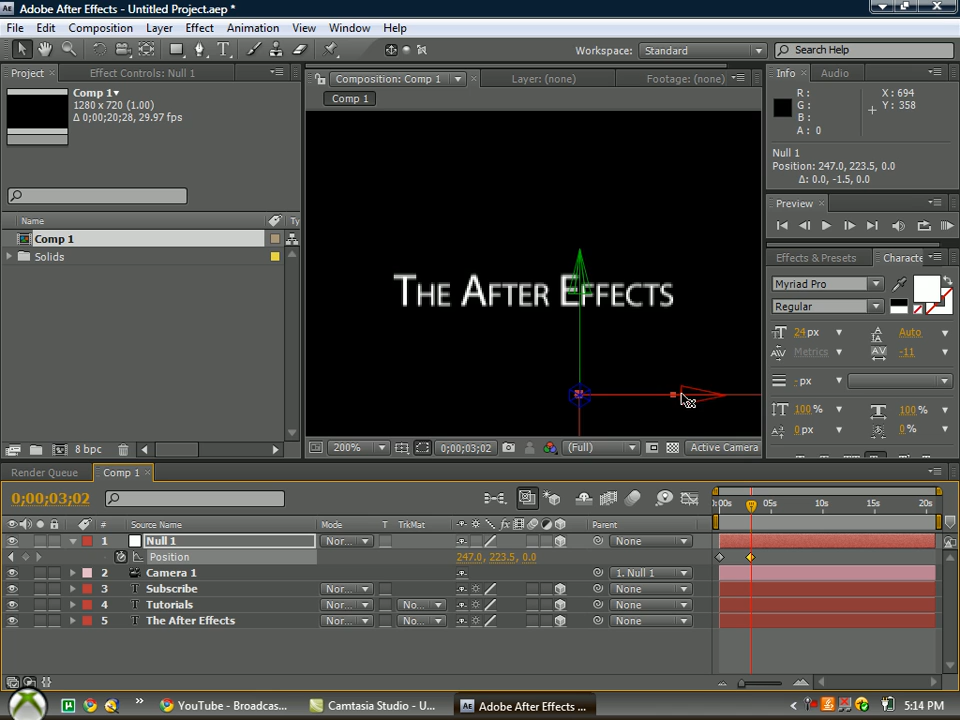 Adobe After Effects - Untitled Project.aep *
File Edit Composition Layer Effect Animation View Window Help
Workspace: Standard Search Help
Project Effect Controls: Null 1
Composition: Comp 1 Layer: (none) Footage: (none)
Info Audio
Comp 1
Comp 1
1280 x 720 (1.00)
Δ 0;00;20;28, 29.97 fps
R :
G :
B :
A : 0
X : 694
Y : 358
Null 1
Position: 247.0, 223.5, 0.0
Δ: 0.0, -1.5, 0.0
Preview
Name Ty
Comp 1
Solids
Effects & Presets Characte
Myriad Pro
Regular
The After Effects
24 px Auto
Metrics -11
- px
100 % 100 %
0 px 0 %
8 bpc
200% 0;00;03;02 (Full) Active Camera
Render Queue Comp 1
0;00;03;02
:00s 05s 10s 15s 20s
# Source Name Mode T TrkMat Parent
1 Null 1 Nor... None
Position 247.0, 223.5, 0.0
2 Camera 1 1. Null 1
3 Subscribe Nor... None
4 Tutorials Nor... No... None
5 The After Effects Nor... No... None
YouTube - Broadcas... Camtasia Studio - U... Adobe After Effects ... 5:14 PM